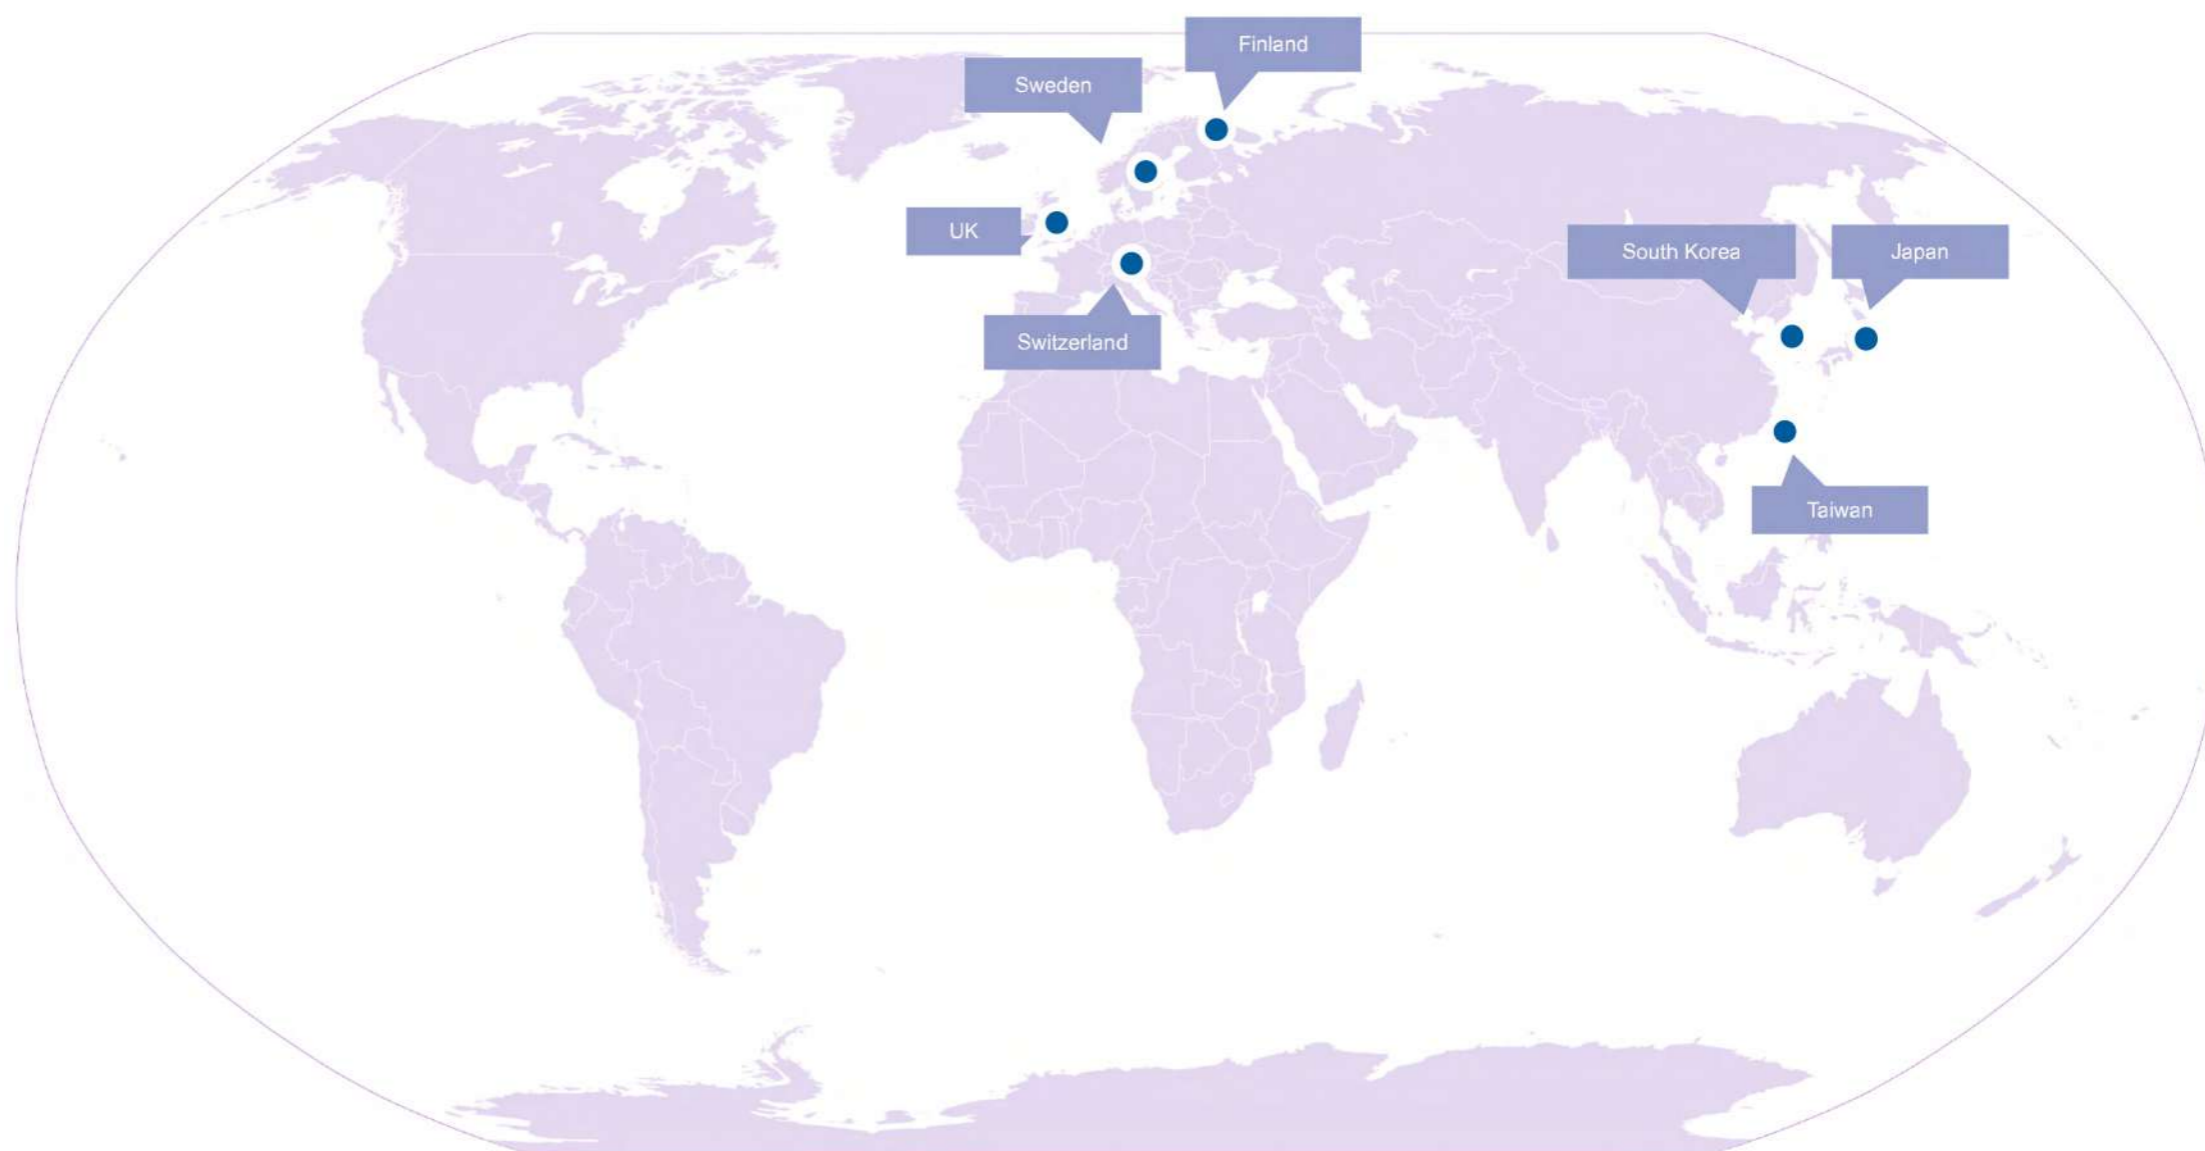 Finland
Sweden
UK
South Korea
Japan
Switzerland
Taiwan